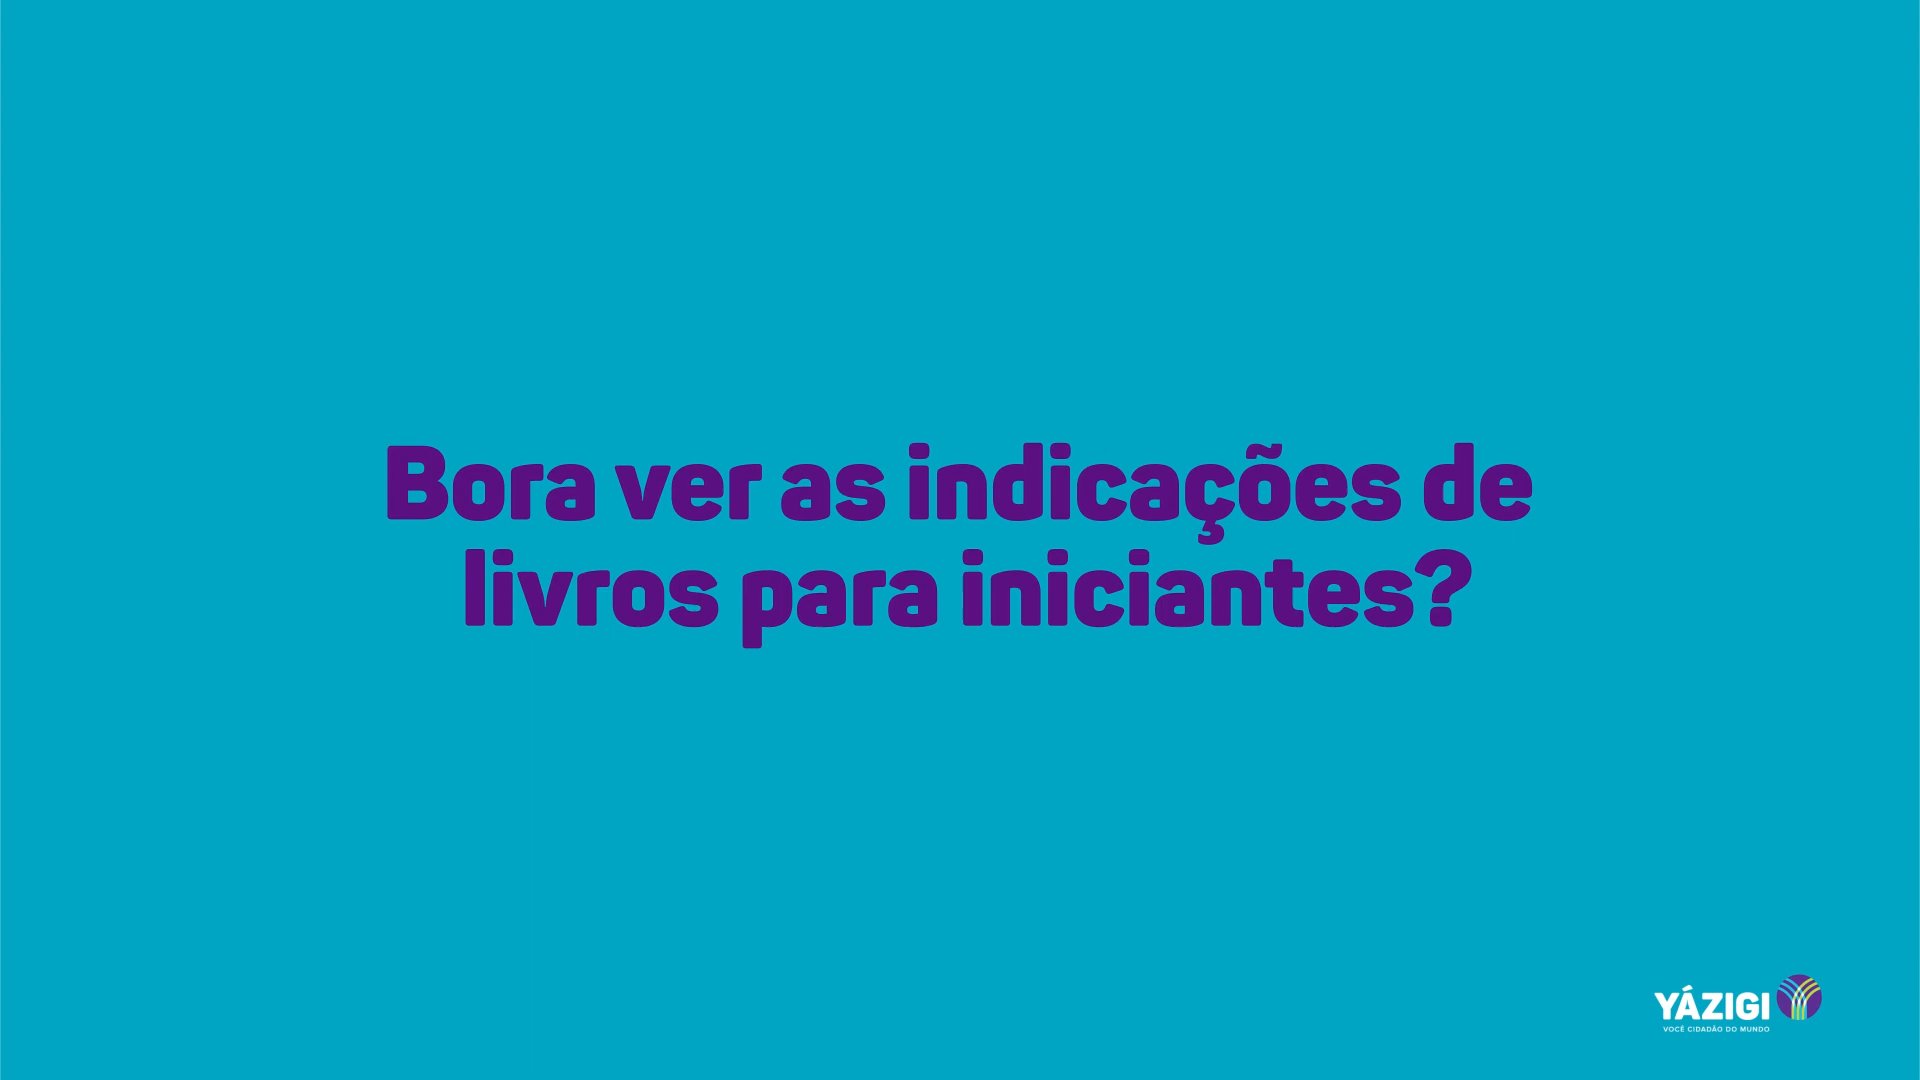 Bora ver as indicações de
livros para iniciantes?
YÁZIGI
VOCÊ CIDADÃO DO MUNDO